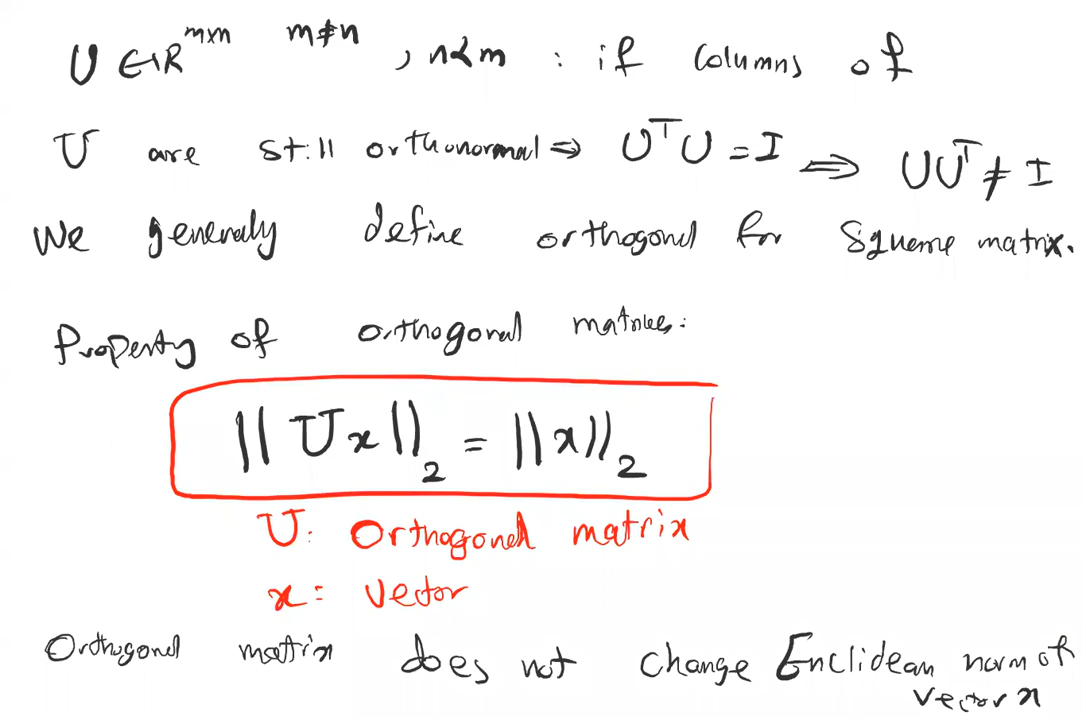 U ∈ ℝ^{m×n} m≠n , n<m : if columns of
U are still orthonormal ⇒ U^T U = I ⇒ UU^T ≠ I
We generaly define orthogonal for Square matrix.
Property of orthogonal matrices:
||Ux||_2 = ||x||_2
U: Orthogonal matrix
x: Vector
Orthogonal matrix does not change Euclidean norm of
vector x